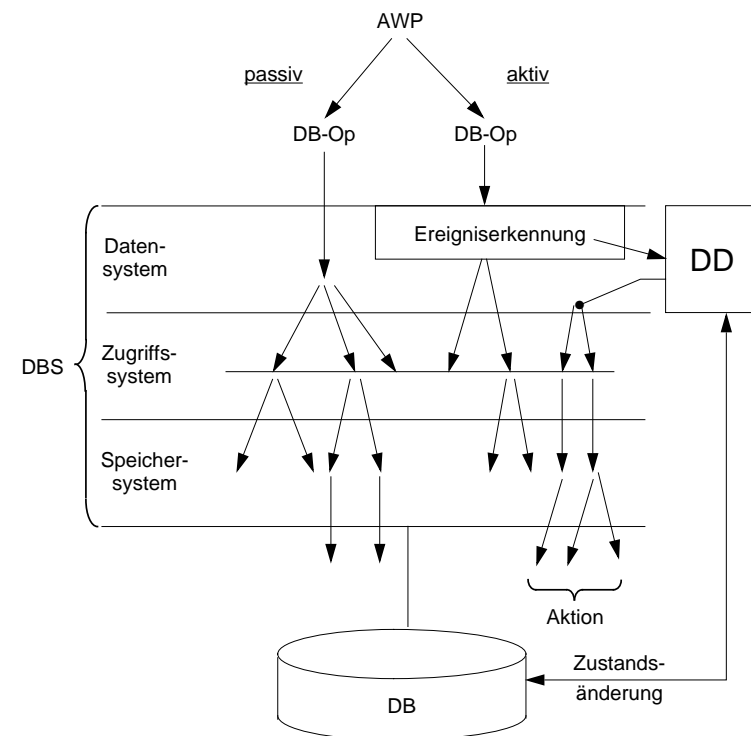 AWP
passiv
aktiv
DB-Op
DB-Op
Ereigniserkennung
Daten-
system
DD
DBS
Zugriffs-
system
Speicher-
system
Aktion
Zustands-
änderung
DB